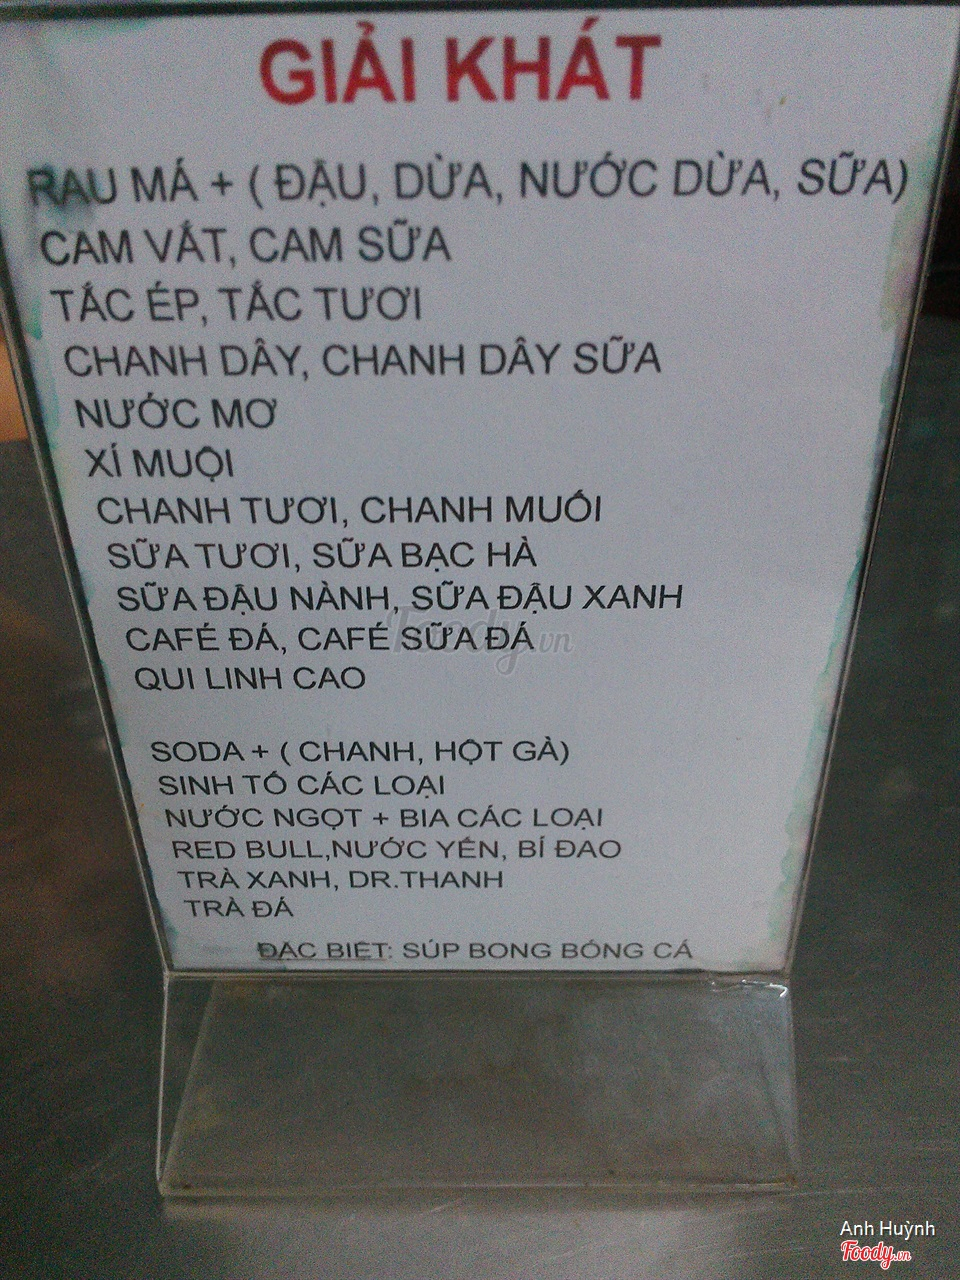 GIẢI KHÁT
RAU MÁ + ( ĐẬU, DỪA, NƯỚC DỪA, SỮA)
CAM VẮT, CAM SỮA
TẮC ÉP, TẮC TƯƠI
CHANH DÂY, CHANH DÂY SỮA
NƯỚC MƠ
XÍ MUỘI
CHANH TƯƠI, CHANH MUỐI
SỮA TƯƠI, SỮA BẠC HÀ
SỮA ĐẬU NÀNH, SỮA ĐẬU XANH
CAFÉ ĐÁ, CAFÉ SỮA ĐÁ
Foody.vn
QUI LINH CAO
SODA + ( CHANH, HỘT GÀ)
SINH TỐ CÁC LOẠI
NƯỚC NGỌT + BIA CÁC LOẠI
RED BULL,NƯỚC YẾN, BÍ ĐAO
TRÀ XANH, DR.THANH
TRÀ ĐÁ
ĐẶC BIỆT: SÚP BONG BÓNG CÁ
Anh Huỳnh
Foody.vn